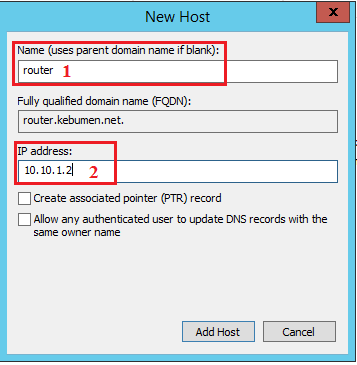 New Host
x
Name (uses parent domain name if blank):
router 1
Fully qualified domain name (FQDN):
router.kebumen.net.
IP address:
10.10.1.2 2
Create associated pointer (PTR) record
Allow any authenticated user to update DNS records with the
same owner name
Add Host
Cancel